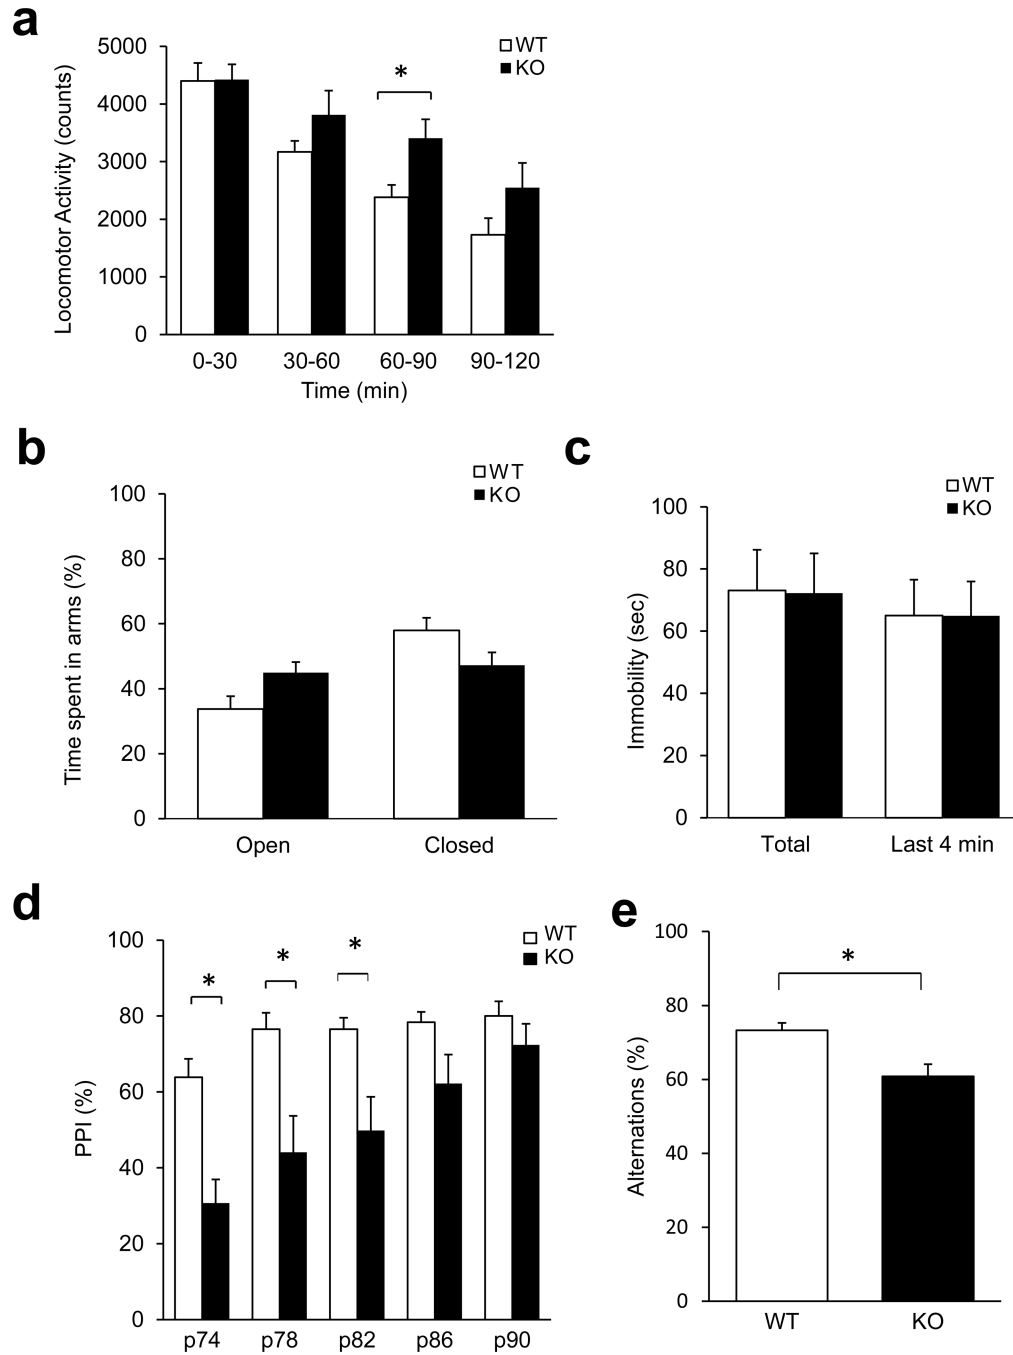 a
WT
KO
*
5000
4000
3000
2000
1000
0
Locomotor Activity (counts)
0-30 30-60 60-90 90-120
Time (min)
b
WT
KO
100
80
60
40
20
0
Time spent in arms (%)
Open Closed
c
WT
KO
100
80
60
40
20
0
Immobility (sec)
Total Last 4 min
d
WT
KO
* * *
100
80
60
40
20
0
PPI (%)
p74 p78 p82 p86 p90
e
*
100
80
60
40
20
0
Alternations (%)
WT KO